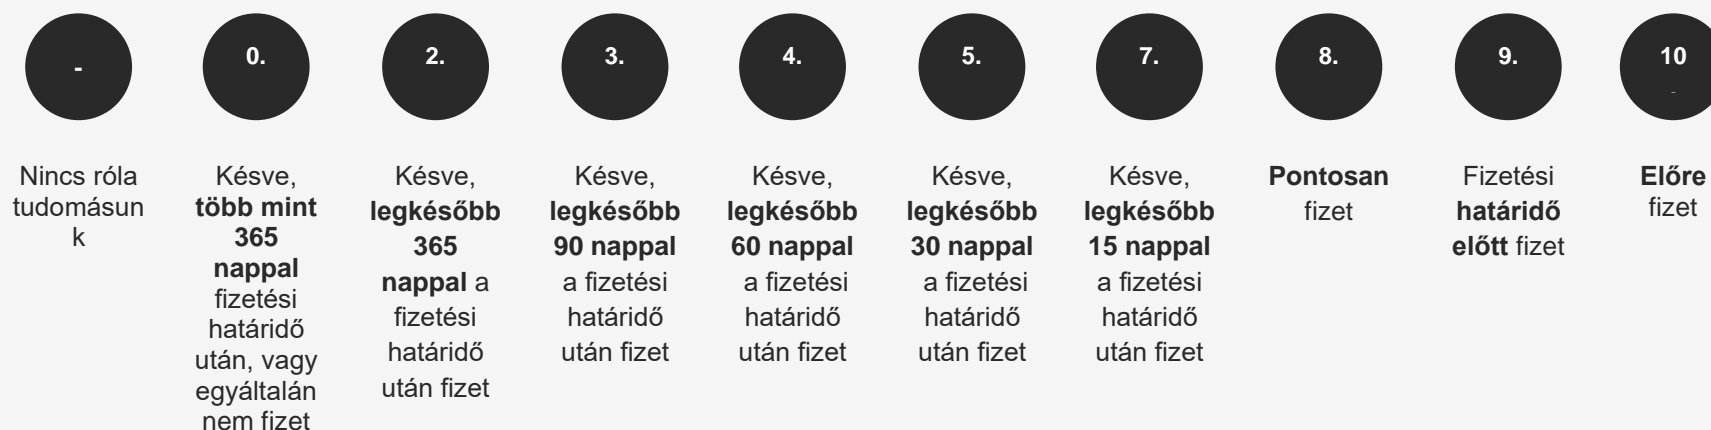 -
0.
2.
3.
4.
5.
7.
8.
9.
10
-
Nincs róla
tudomásun
k
Késve,
több mint
365
nappal
fizetési
határidő
után, vagy
egyáltalán
nem fizet
Késve,
legkésőbb
365
nappal a
fizetési
határidő
után fizet
Késve,
legkésőbb
90 nappal
a fizetési
határidő
után fizet
Késve,
legkésőbb
60 nappal
a fizetési
határidő
után fizet
Késve,
legkésőbb
30 nappal
a fizetési
határidő
után fizet
Késve,
legkésőbb
15 nappal
a fizetési
határidő
után fizet
Pontosan
fizet
Fizetési
határidő
előtt fizet
Előre
fizet